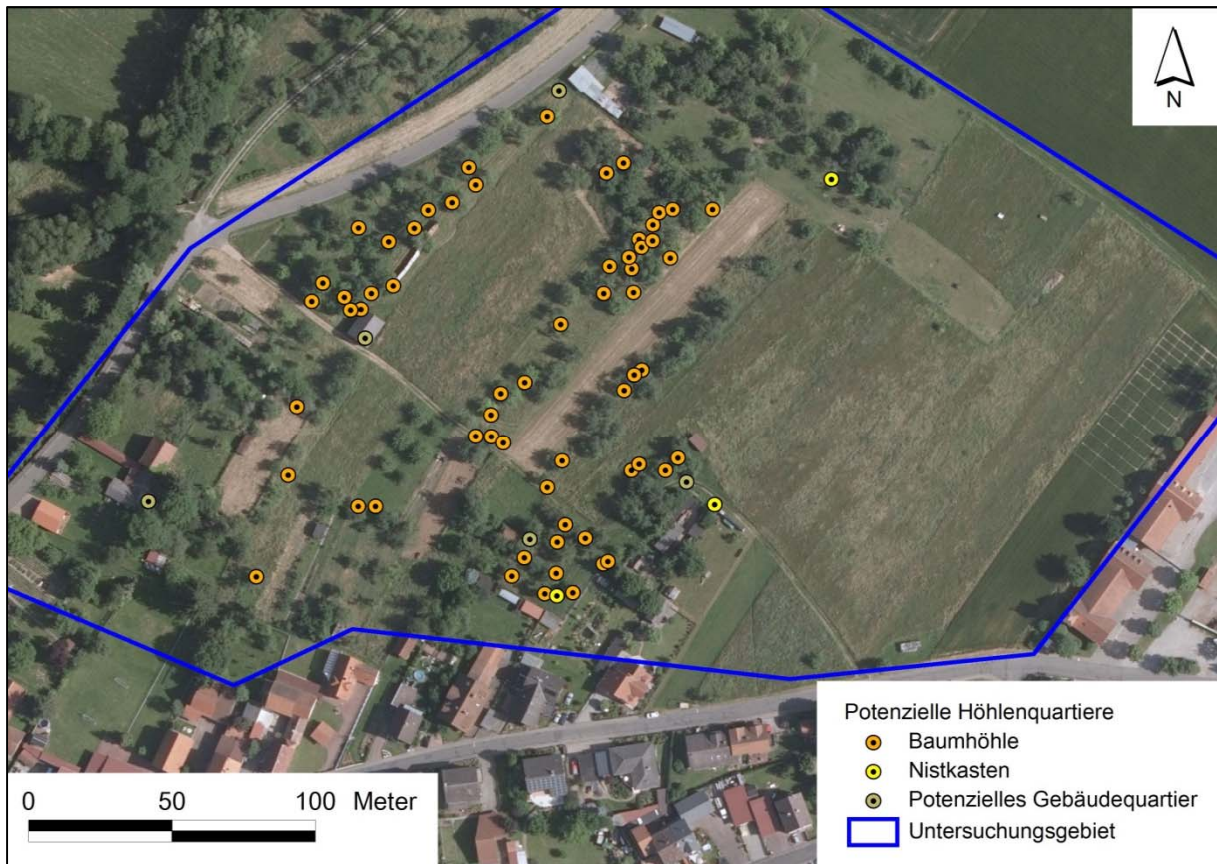 N
Potenzielle Höhlenquartiere
Baumhöhle
Nistkasten
Potenzielles Gebäudequartier
Untersuchungsgebiet
0 50 100 Meter